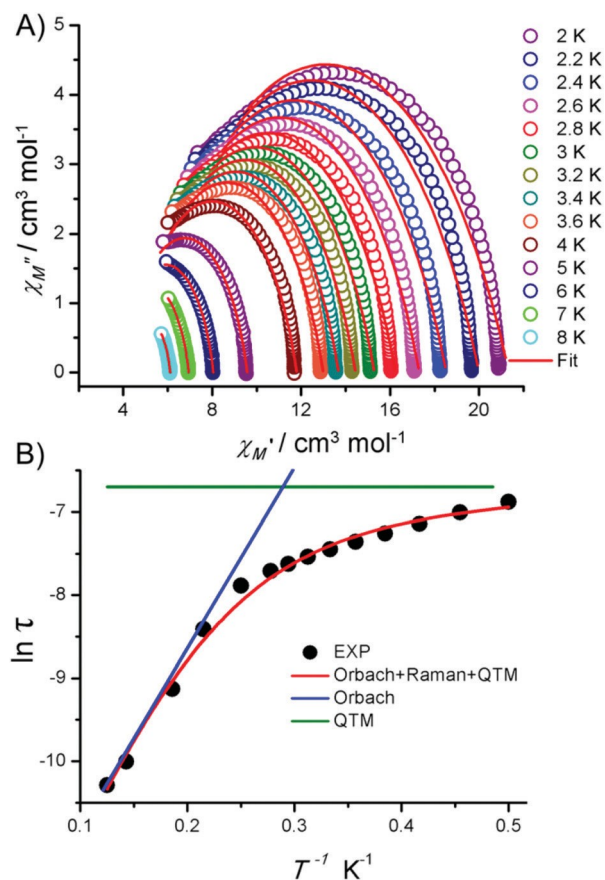 A)
5
4
3
2
1
0
4
8
12
16
20
χM'' / cm³ mol⁻¹
χM' / cm³ mol⁻¹
2 K
2.2 K
2.4 K
2.6 K
2.8 K
3 K
3.2 K
3.4 K
3.6 K
4 K
5 K
6 K
7 K
8 K
Fit
B)
-7
-8
-9
-10
0.1
0.2
0.3
0.4
0.5
ln τ
EXP
Orbach+Raman+QTM
Orbach
QTM
T⁻¹ K⁻¹